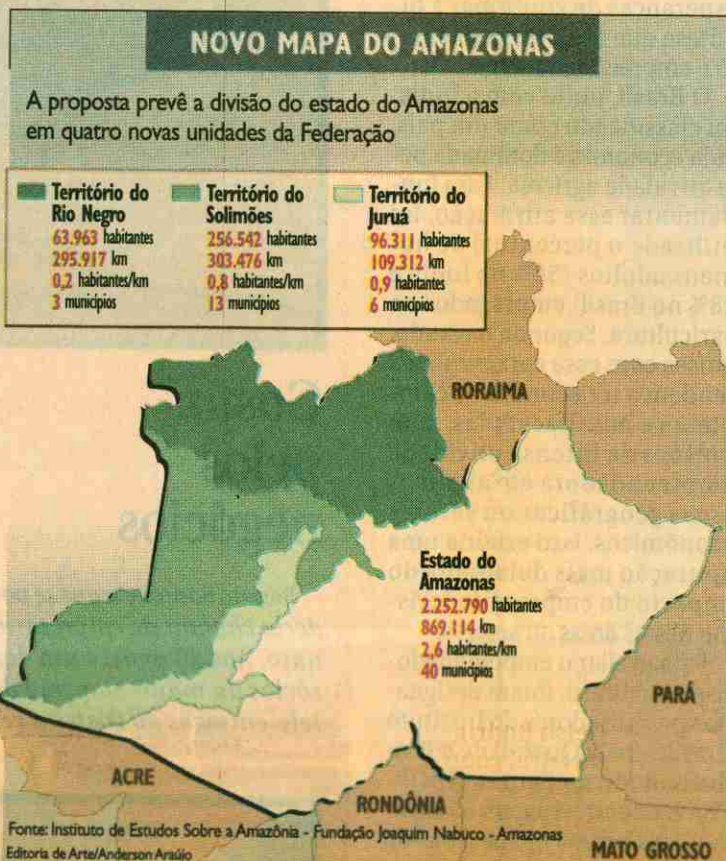 NOVO MAPA DO AMAZONAS
A proposta prevê a divisão do estado do Amazonas
em quatro novas unidades da Federação
Território do
Rio Negro
63.963 habitantes
295.917 km
0,2 habitantes/km
3 municípios
Território do
Solimões
256.542 habitantes
303.476 km
0,8 habitantes/km
13 municípios
Território do
Juruá
96.311 habitantes
109.312 km
0,9 habitantes
6 municípios
RORAIMA
Estado do
Amazonas
2.252.790 habitantes
869.114 km
2,6 habitantes/km
40 municípios
PARÁ
ACRE
RONDÔNIA
MATO GROSSO
Fonte: Instituto de Estudos Sobre a Amazônia - Fundação Joaquim Nabuco - Amazonas
Editoria de Arte/Anderson Araújo